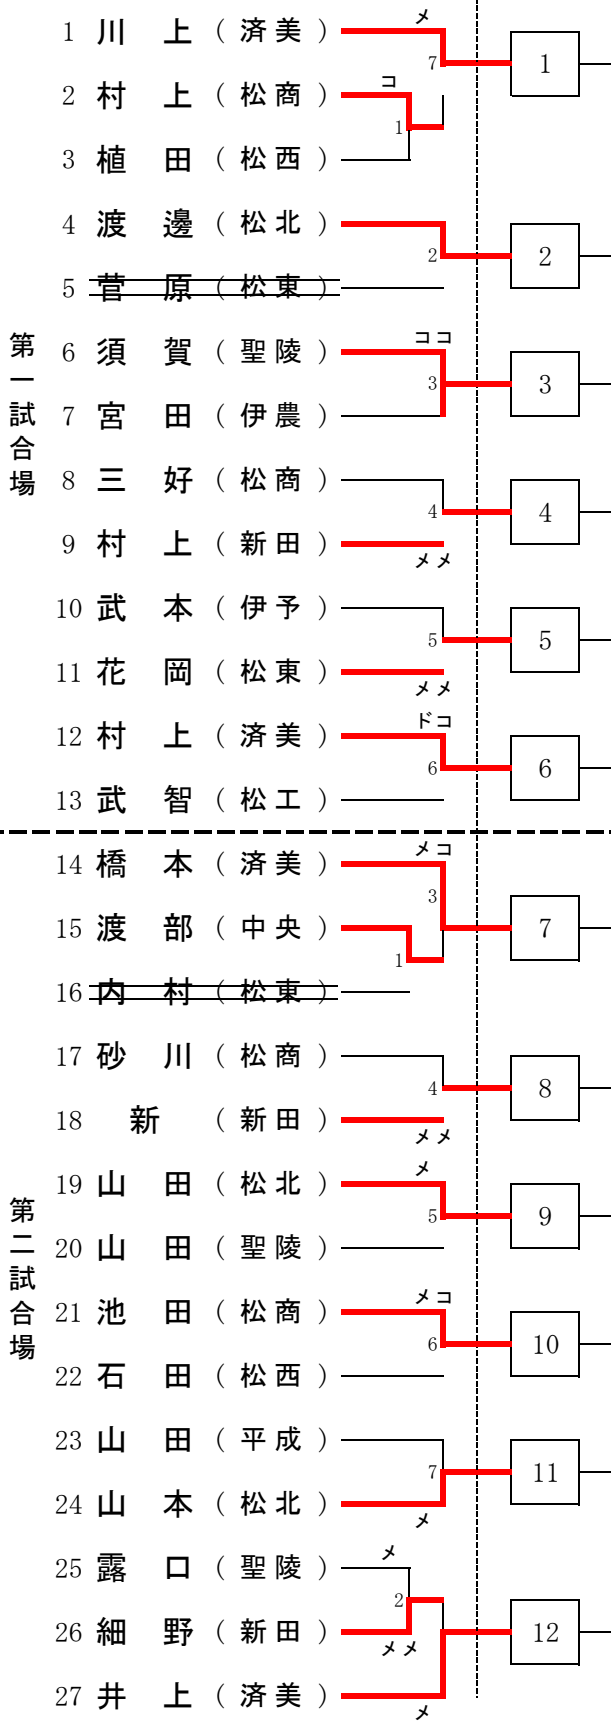 メ
1 川 上 （ 済 美 ）
7
1
コ
2 村 上 （ 松 商 ）
1
3 植 田 （ 松 西 ）
4 渡 邊 （ 松 北 ）
2
2
5 菅 原 （ 松 東 ）
第一試合場
ココ
6 須 賀 （ 聖 陵 ）
3
3
7 宮 田 （ 伊 農 ）
8 三 好 （ 松 商 ）
4
4
9 村 上 （ 新 田 ）
メメ
10 武 本 （ 伊 予 ）
5
5
11 花 岡 （ 松 東 ）
メメ
ドコ
12 村 上 （ 済 美 ）
6
6
13 武 智 （ 松 工 ）
メコ
14 橋 本 （ 済 美 ）
3
15 渡 部 （ 中 央 ）
7
1
16 内 村 （ 松 東 ）
17 砂 川 （ 松 商 ）
4
8
18 新 （ 新 田 ）
メメ
メ
19 山 田 （ 松 北 ）
5
9
20 山 田 （ 聖 陵 ）
第二試合場
メコ
21 池 田 （ 松 商 ）
6
10
22 石 田 （ 松 西 ）
23 山 田 （ 平 成 ）
7
11
24 山 本 （ 松 北 ）
メ
メ
25 露 口 （ 聖 陵 ）
2
26 細 野 （ 新 田 ）
12
メメ
27 井 上 （ 済 美 ）
メ